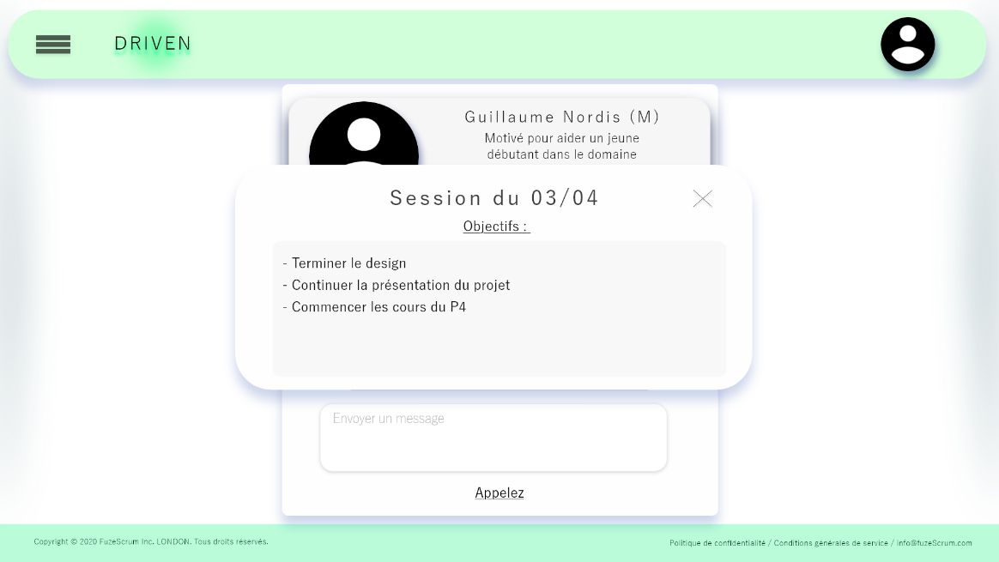 DRIVEN
Guillaume Nordis (M)
Motivé pour aider un jeune
débutant dans le domaine
Session du 03/04
Objectifs :
- Terminer le design
- Continuer la présentation du projet
- Commencer les cours du P4
Envoyer un message
Appelez
Copyright © 2020 FuzeScrum Inc. LONDON. Tous droits réservés.
Politique de confidentialité / Conditions générales de service / info@fuzeScrum.com